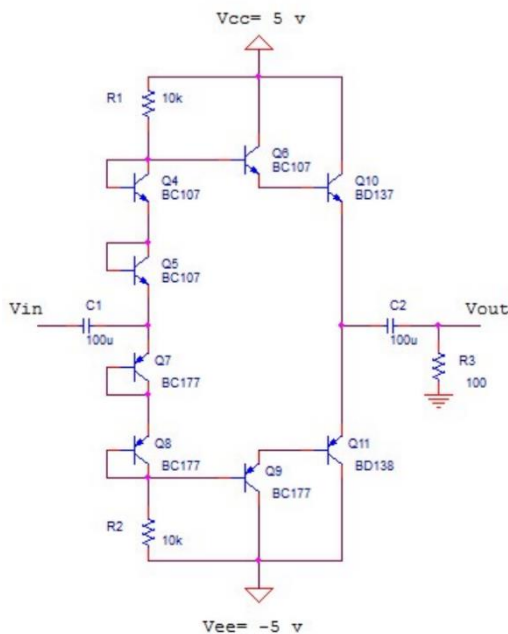 Vcc= 5 v
R1
10k
Q6
BC107
Q4
BC107
Q10
BD137
Q5
BC107
Vin
C1
100u
C2
100u
Vout
Q7
BC177
R3
100
Q8
BC177
Q9
BC177
Q11
BD138
R2
10k
Vee= -5 v